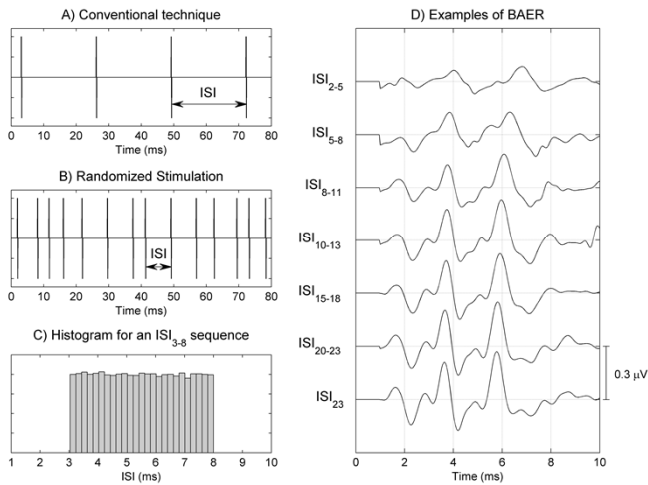 A) Conventional technique
ISI
0 10 20 30 40 50 60 70 80
Time (ms)
B) Randomized Stimulation
ISI
0 10 20 30 40 50 60 70 80
Time (ms)
C) Histogram for an ISI3-8 sequence
1 2 3 4 5 6 7 8 9 10
ISI (ms)
D) Examples of BAER
ISI2-5
ISI5-8
ISI8-11
ISI10-13
ISI15-18
ISI20-23
ISI23
0.3 µV
0 2 4 6 8 10
Time (ms)